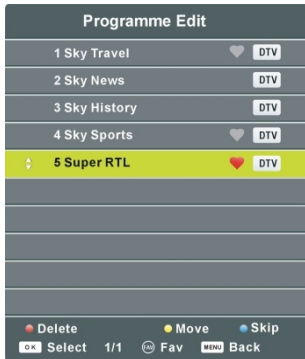 Programme Edit
1 Sky Travel DTV
2 Sky News DTV
3 Sky History DTV
4 Sky Sports DTV
5 Super RTL DTV
Delete Move Skip
OK Select 1/1 FAV Fav MENU Back